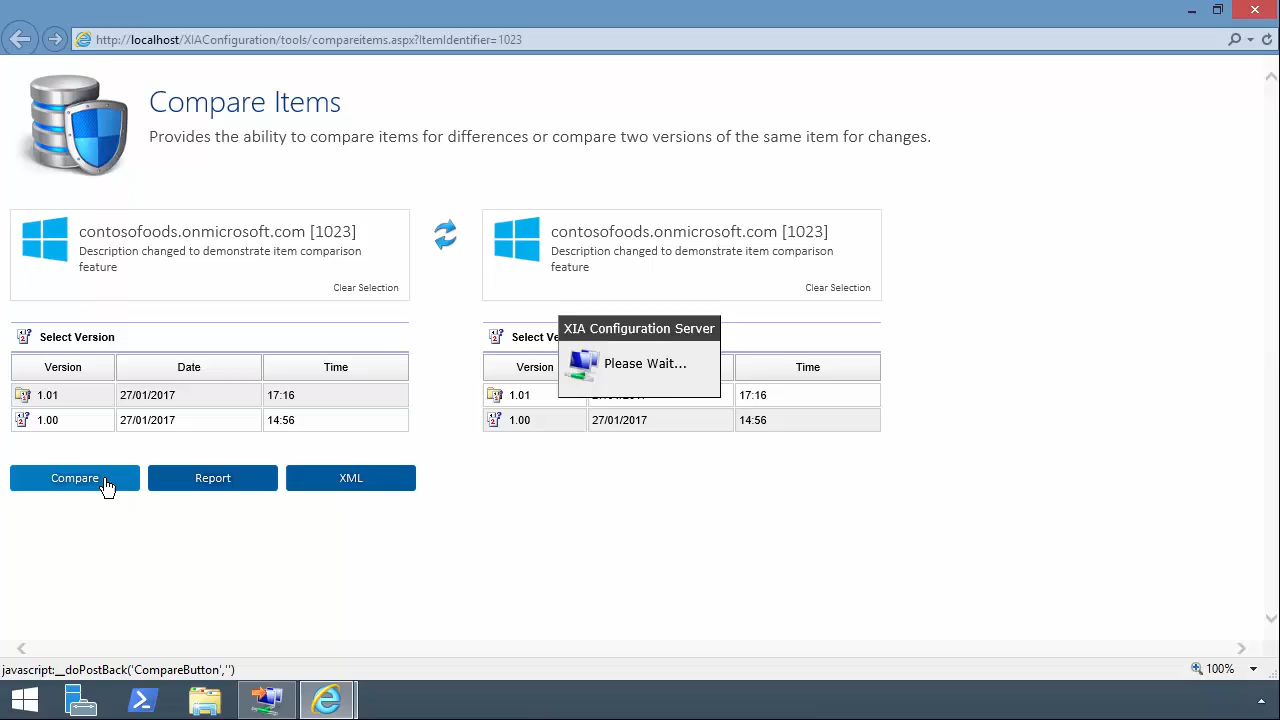 http://localhost/XIAConfiguration/tools/compareitems.aspx?ItemIdentifier=1023
Compare Items
Provides the ability to compare items for differences or compare two versions of the same item for changes.
contosofoods.onmicrosoft.com [1023]
Description changed to demonstrate item comparison
feature
Clear Selection
contosofoods.onmicrosoft.com [1023]
Description changed to demonstrate item comparison
feature
Clear Selection
Select Version
Version Date Time
1.01 27/01/2017 17:16
1.00 27/01/2017 14:56
Select Ve
Version Time
1.01 17:16
1.00 27/01/2017 14:56
XIA Configuration Server
Please Wait...
Compare Report XML
javascript:__doPostBack('CompareButton','')
100%